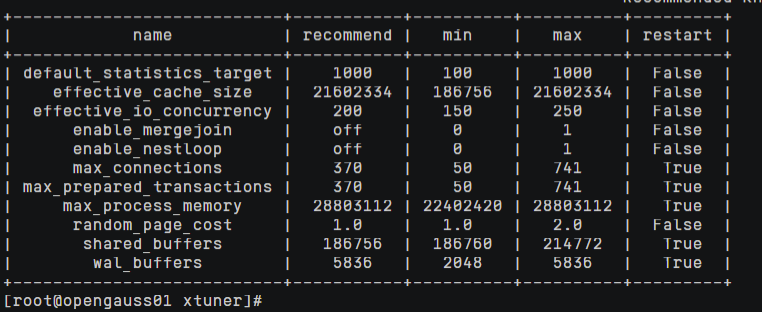 +-----------------------------+-----------+----------+----------+---------+
|             name            | recommend |   min    |   max    | restart |
+-----------------------------+-----------+----------+----------+---------+
|  default_statistics_target  |    1000   |   100    |   1000   |  False  |
|     effective_cache_size    |  21602334 |  186756  | 21602334 |  False  |
|   effective_io_concurrency  |    200    |   150    |   250    |  False  |
|       enable_mergejoin      |    off    |    0     |    1     |  False  |
|       enable_nestloop       |    off    |    0     |    1     |  False  |
|       max_connections       |    370    |    50    |   741    |   True  |
|  max_prepared_transactions  |    370    |    50    |   741    |   True  |
|      max_process_memory     |  28803112 | 22402420 | 28803112 |   True  |
|       random_page_cost      |    1.0    |   1.0    |   2.0    |  False  |
|        shared_buffers       |   186756  |  186760  |  214772  |   True  |
|         wal_buffers         |    5836   |   2048   |   5836   |   True  |
+-----------------------------+-----------+----------+----------+---------+
[root@opengauss01 xtuner]#